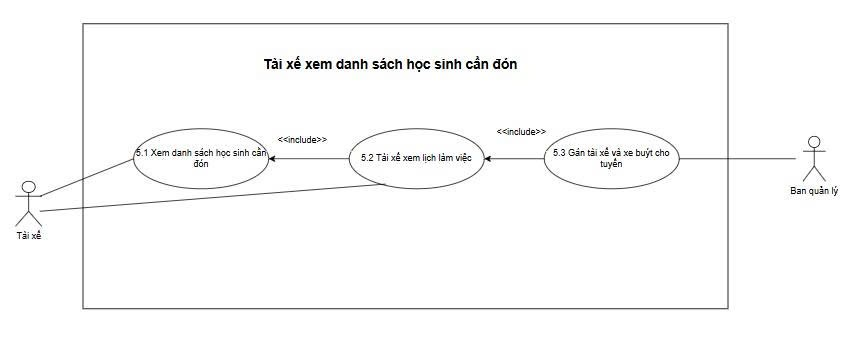 Tài xế xem danh sách học sinh cần đón
<<include>>
<<include>>
5.1 Xem danh sách học sinh cần
đón
5.2 Tài xế xem lịch làm việc
5.3 Gán tài xế và xe buýt cho
tuyến
Ban quản lý
Tài xế